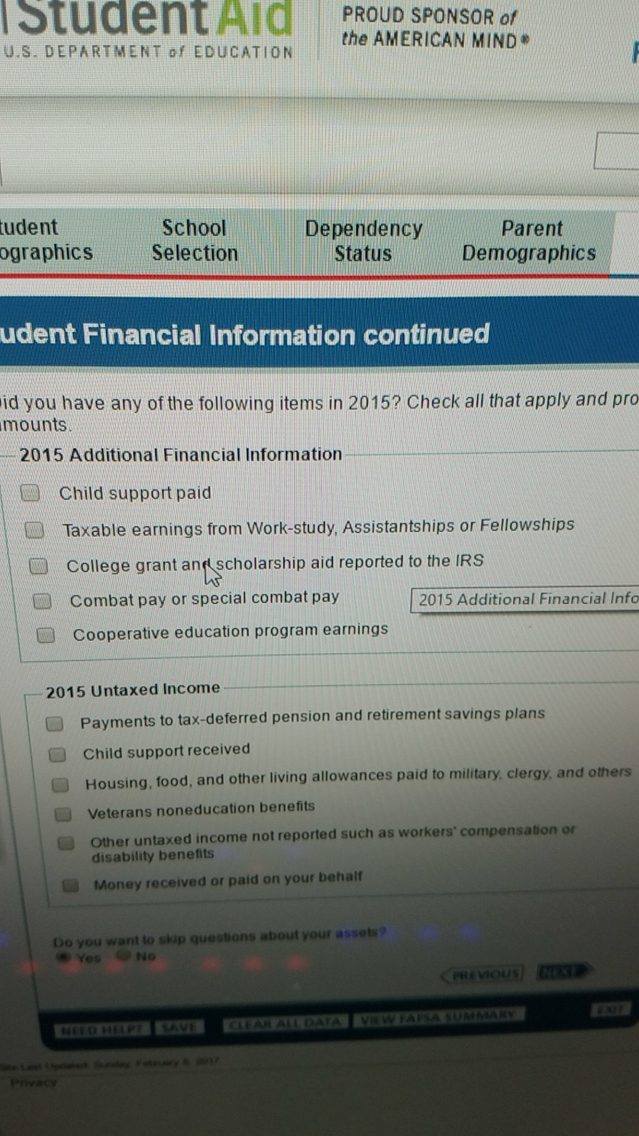 StudentAid
U.S. DEPARTMENT of EDUCATION
PROUD SPONSOR of
the AMERICAN MIND®
F
tudent
ographics
School
Selection
Dependency
Status
Parent
Demographics
udent Financial Information continued
id you have any of the following items in 2015? Check all that apply and pro
mounts.
2015 Additional Financial Information
Child support paid
Taxable earnings from Work-study, Assistantships or Fellowships
College grant and scholarship aid reported to the IRS
Combat pay or special combat pay
2015 Additional Financial Info
Cooperative education program earnings
2015 Untaxed Income
Payments to tax-deferred pension and retirement savings plans
Child support received
Housing, food, and other living allowances paid to military, clergy, and others
Veterans noneducation benefits
Other untaxed income not reported such as workers' compensation or
disability benefits
Money received or paid on your behalf
Do you want to skip questions about your assets?
Yes No
PREVIOUS NEXT
NEED HELP? SAVE CLEAR ALL DATA VIEW FAFSA SUMMARY EXIT
Site Last Updated: Sunday, February 5, 2017
Privacy